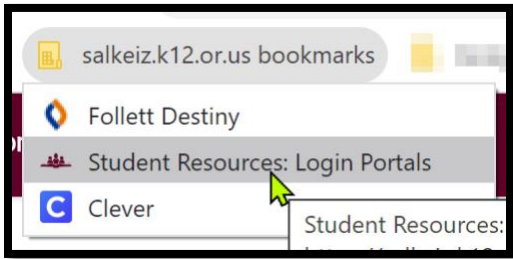 salkeiz.k12.or.us bookmarks
Follett Destiny
Student Resources: Login Portals
Clever
Student Resources: